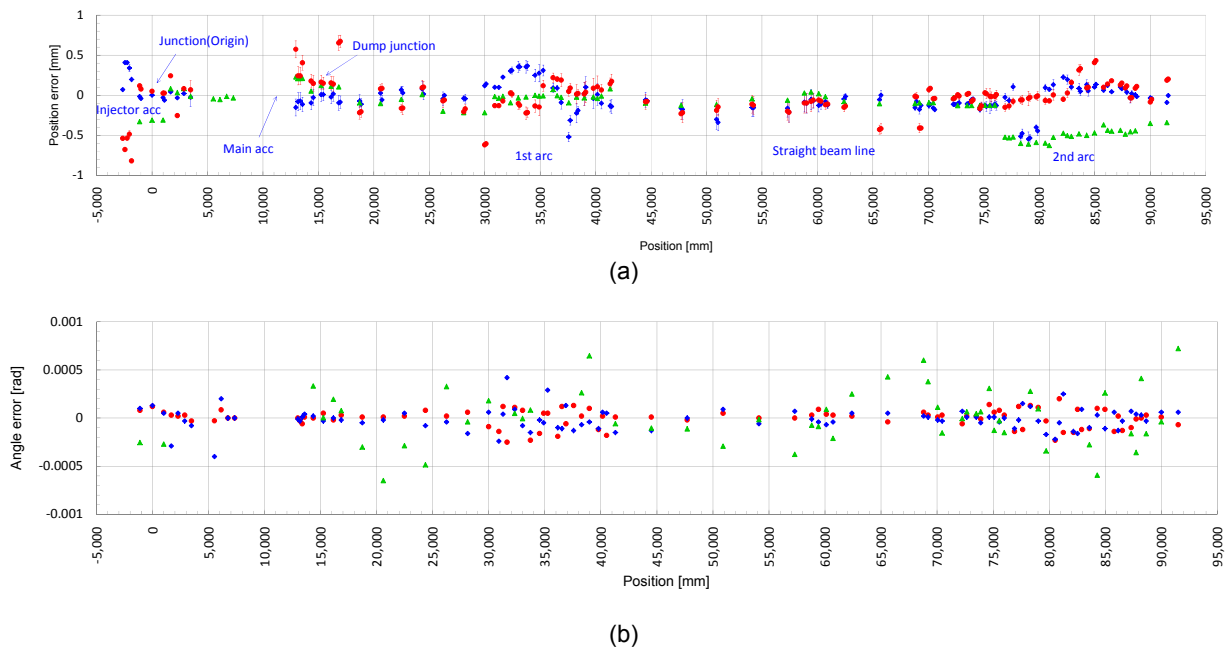 Position error [mm]
1
0.5
0
-0.5
-1
Junction(Origin)
Dump junction
Injector acc
Main acc
1st arc
Straight beam line
2nd arc
-5,000 0 5,000 10,000 15,000 20,000 25,000 30,000 35,000 40,000 45,000 50,000 55,000 60,000 65,000 70,000 75,000 80,000 85,000 90,000 95,000
Position [mm]
(a)
Angle error [rad]
0.001
0.0005
0
-0.0005
-0.001
-5,000 0 5,000 10,000 15,000 20,000 25,000 30,000 35,000 40,000 45,000 50,000 55,000 60,000 65,000 70,000 75,000 80,000 85,000 90,000 95,000
Position [mm]
(b)